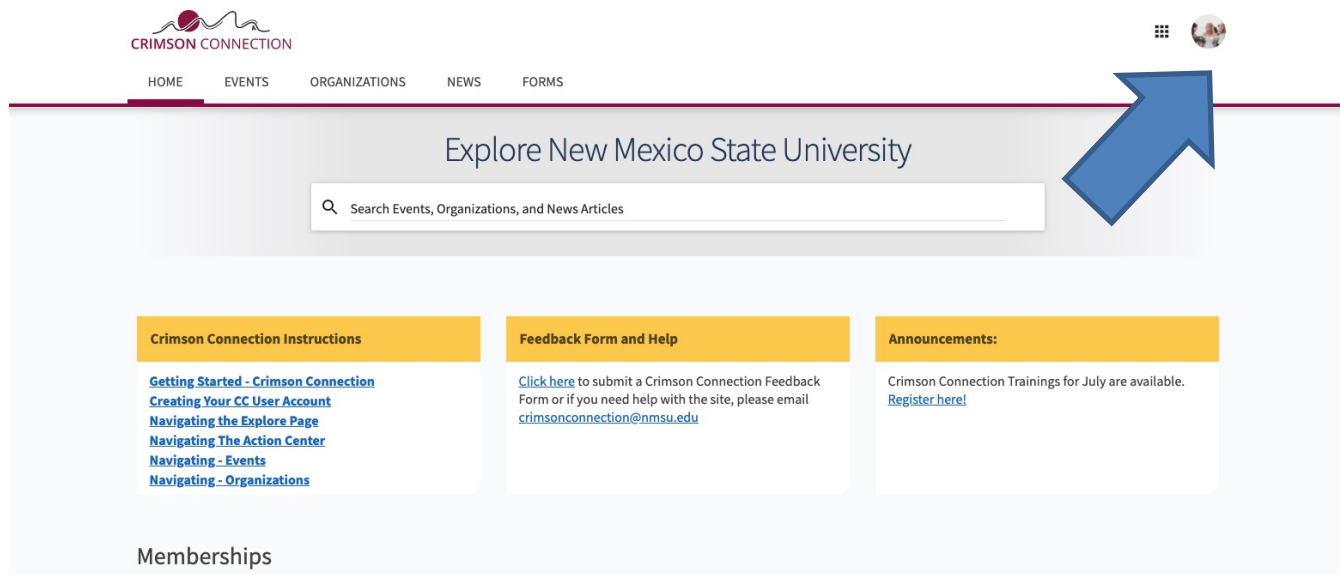 CRIMSON CONNECTION
HOME EVENTS ORGANIZATIONS NEWS FORMS
Explore New Mexico State University
Search Events, Organizations, and News Articles
Crimson Connection Instructions
Getting Started - Crimson Connection
Creating Your CC User Account
Navigating the Explore Page
Navigating The Action Center
Navigating - Events
Navigating - Organizations
Feedback Form and Help
Click here to submit a Crimson Connection Feedback
Form or if you need help with the site, please email
crimsonconnection@nmsu.edu
Announcements:
Crimson Connection Trainings for July are available.
Register here!
Memberships